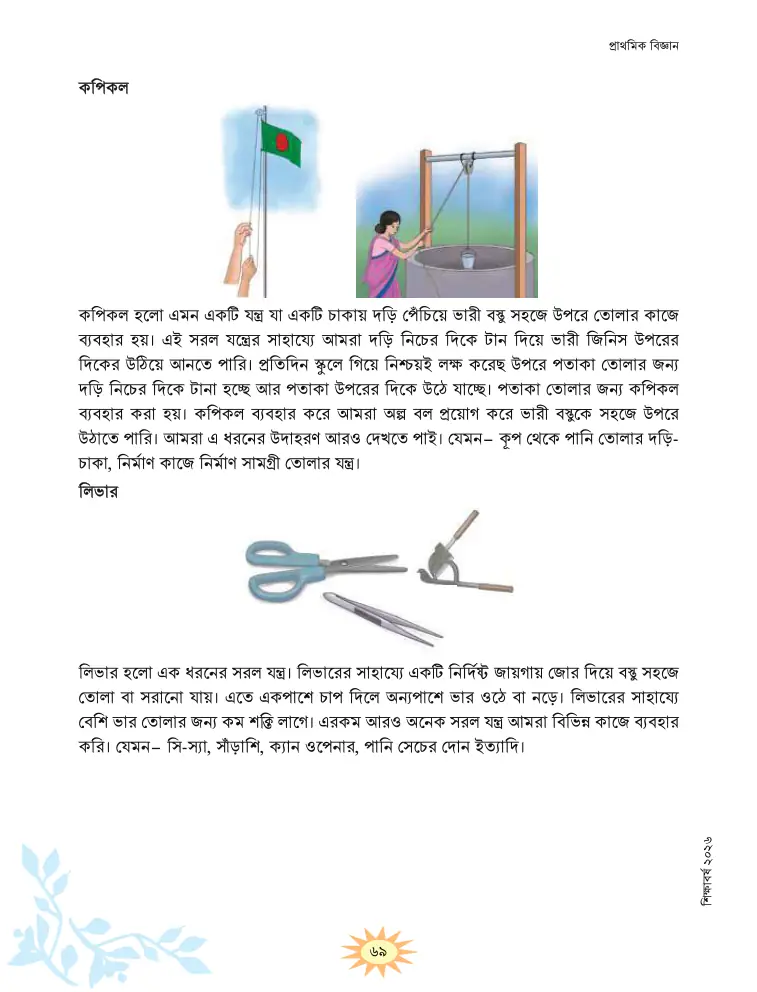 প্রাথমিক বিজ্ঞান
কপিকল
কপিকল হলো এমন একটি যন্ত্র যা একটি চাকায় দড়ি পেঁচিয়ে ভারী বস্তু সহজে উপরে তোলার কাজে
ব্যবহার হয়। এই সরল যন্ত্রের সাহায্যে আমরা দড়ি নিচের দিকে টান দিয়ে ভারী জিনিস উপরের
দিকের উঠিয়ে আনতে পারি। প্রতিদিন স্কুলে গিয়ে নিশ্চয়ই লক্ষ করেছ উপরে পতাকা তোলার জন্য
দড়ি নিচের দিকে টানা হচ্ছে আর পতাকা উপরের দিকে উঠে যাচ্ছে। পতাকা তোলার জন্য কপিকল
ব্যবহার করা হয়। কপিকল ব্যবহার করে আমরা অল্প বল প্রয়োগ করে ভারী বস্তুকে সহজে উপরে
উঠাতে পারি। আমরা এ ধরনের উদাহরণ আরও দেখতে পাই। যেমন– কূপ থেকে পানি তোলার দড়ি-
চাকা, নির্মাণ কাজে নির্মাণ সামগ্রী তোলার যন্ত্র।
লিভার
লিভার হলো এক ধরনের সরল যন্ত্র। লিভারের সাহায্যে একটি নির্দিষ্ট জায়গায় জোর দিয়ে বস্তু সহজে
তোলা বা সরানো যায়। এতে একপাশে চাপ দিলে অন্যপাশে ভার ওঠে বা নড়ে। লিভারের সাহায্যে
বেশি ভার তোলার জন্য কম শক্তি লাগে। এরকম আরও অনেক সরল যন্ত্র আমরা বিভিন্ন কাজে ব্যবহার
করি। যেমন– সি-স্যা, সাঁড়াশি, ক্যান ওপেনার, পানি সেচের দোন ইত্যাদি।
শিক্ষাবর্ষ ২০২৬
৬৯